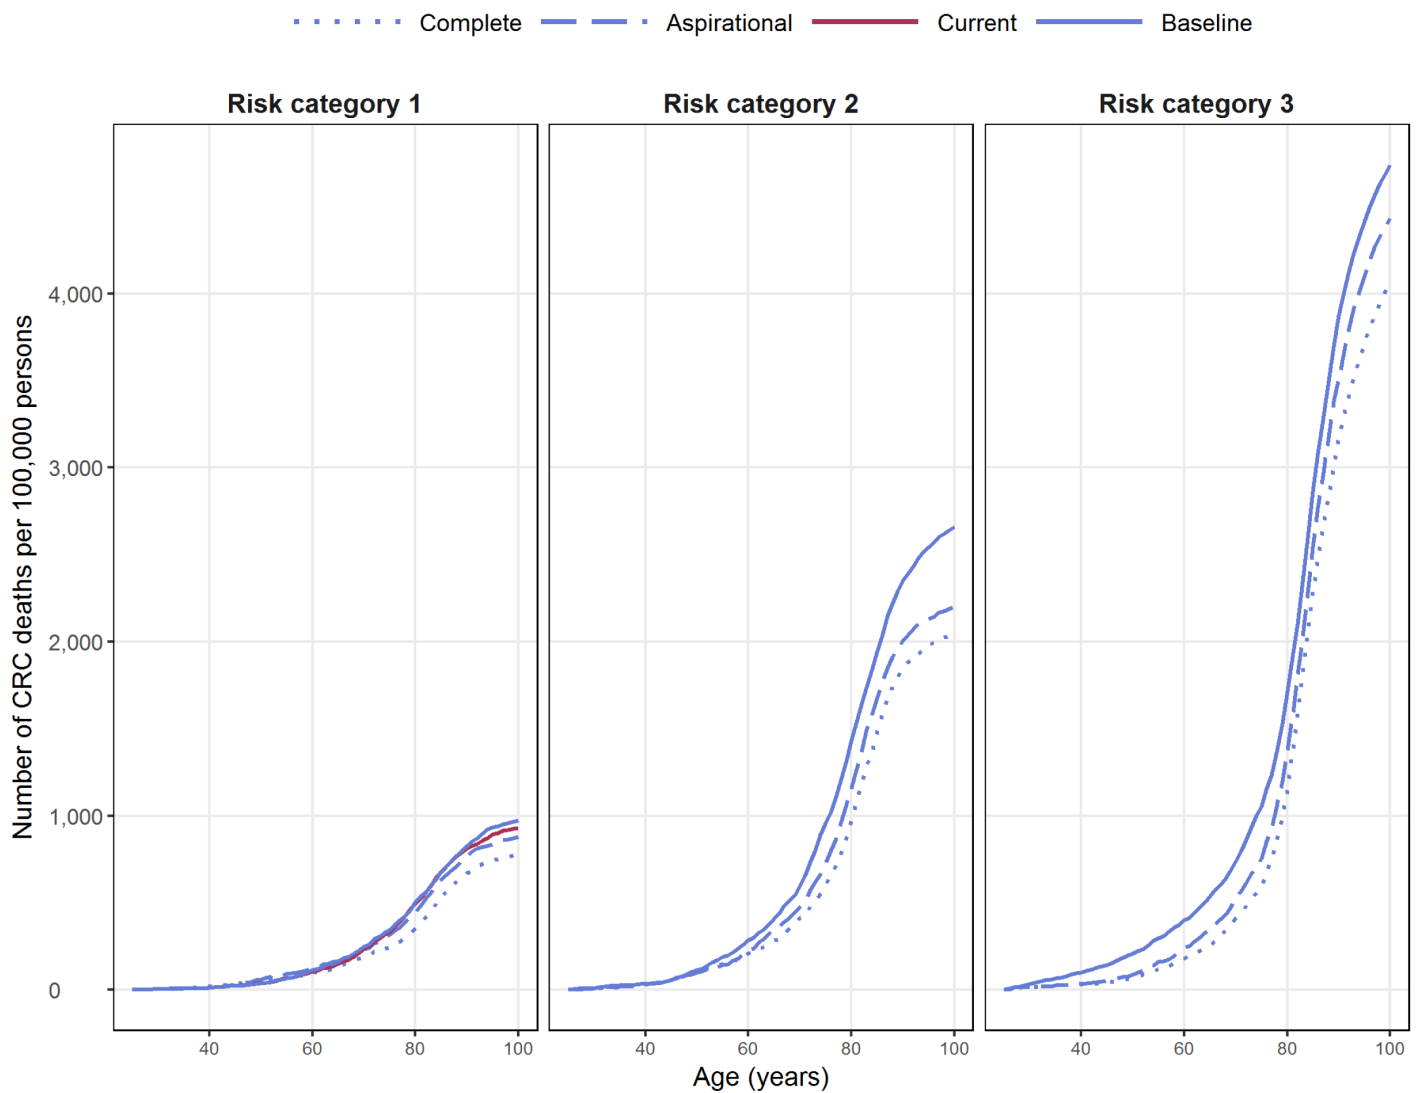 Complete Aspirational Current Baseline
Risk category 1 Risk category 2 Risk category 3
Number of CRC deaths per 100,000 persons
4,000
3,000
2,000
1,000
0
40 60 80 100 40 60 80 100 40 60 80 100
Age (years)